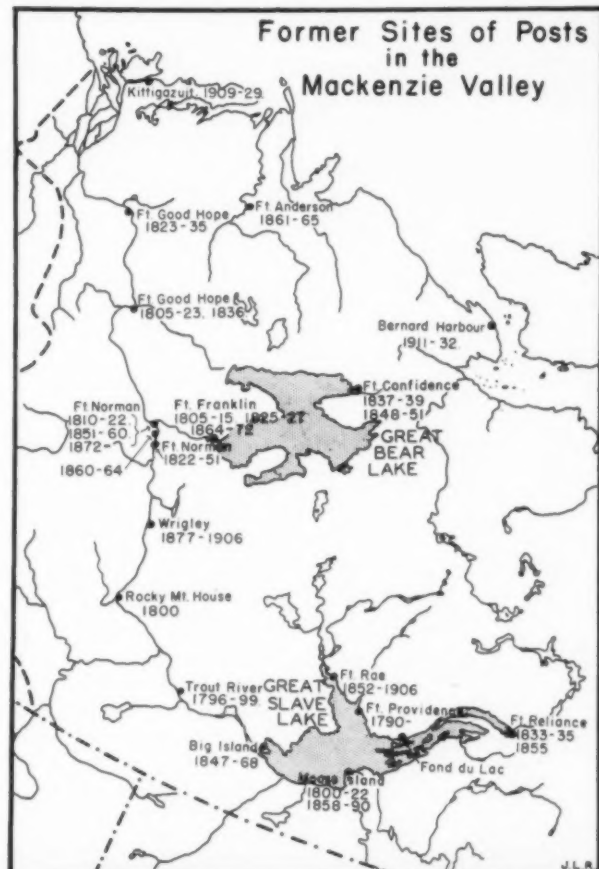 Former Sites of Posts
in the
Mackenzie Valley
Kittigazuit, 1909-29.
Ft. Good Hope
1823-35
Ft. Anderson
1861-65
Ft. Good Hope
1805-23, 1836
Bernard Harbour
1911-32.
Ft. Norman
1810-22
1851-60
1872-
1860-64
Ft. Norman
1822-51
Ft. Franklin
1805-15 1825-27
1864-72
Ft. Confidence
1837-39
1848-51
GREAT
BEAR
LAKE
Wrigley
1877-1906
Rocky Mt. House
1800
Trout River
1796-99
GREAT
SLAVE
LAKE
Ft. Rae
1852-1906
Ft. Providence
1790-
Ft. Reliance
1833-35
1855
Big Island
1847-68
Moose Island
1800-22
1858-90
Fond du Lac
J.L.R.